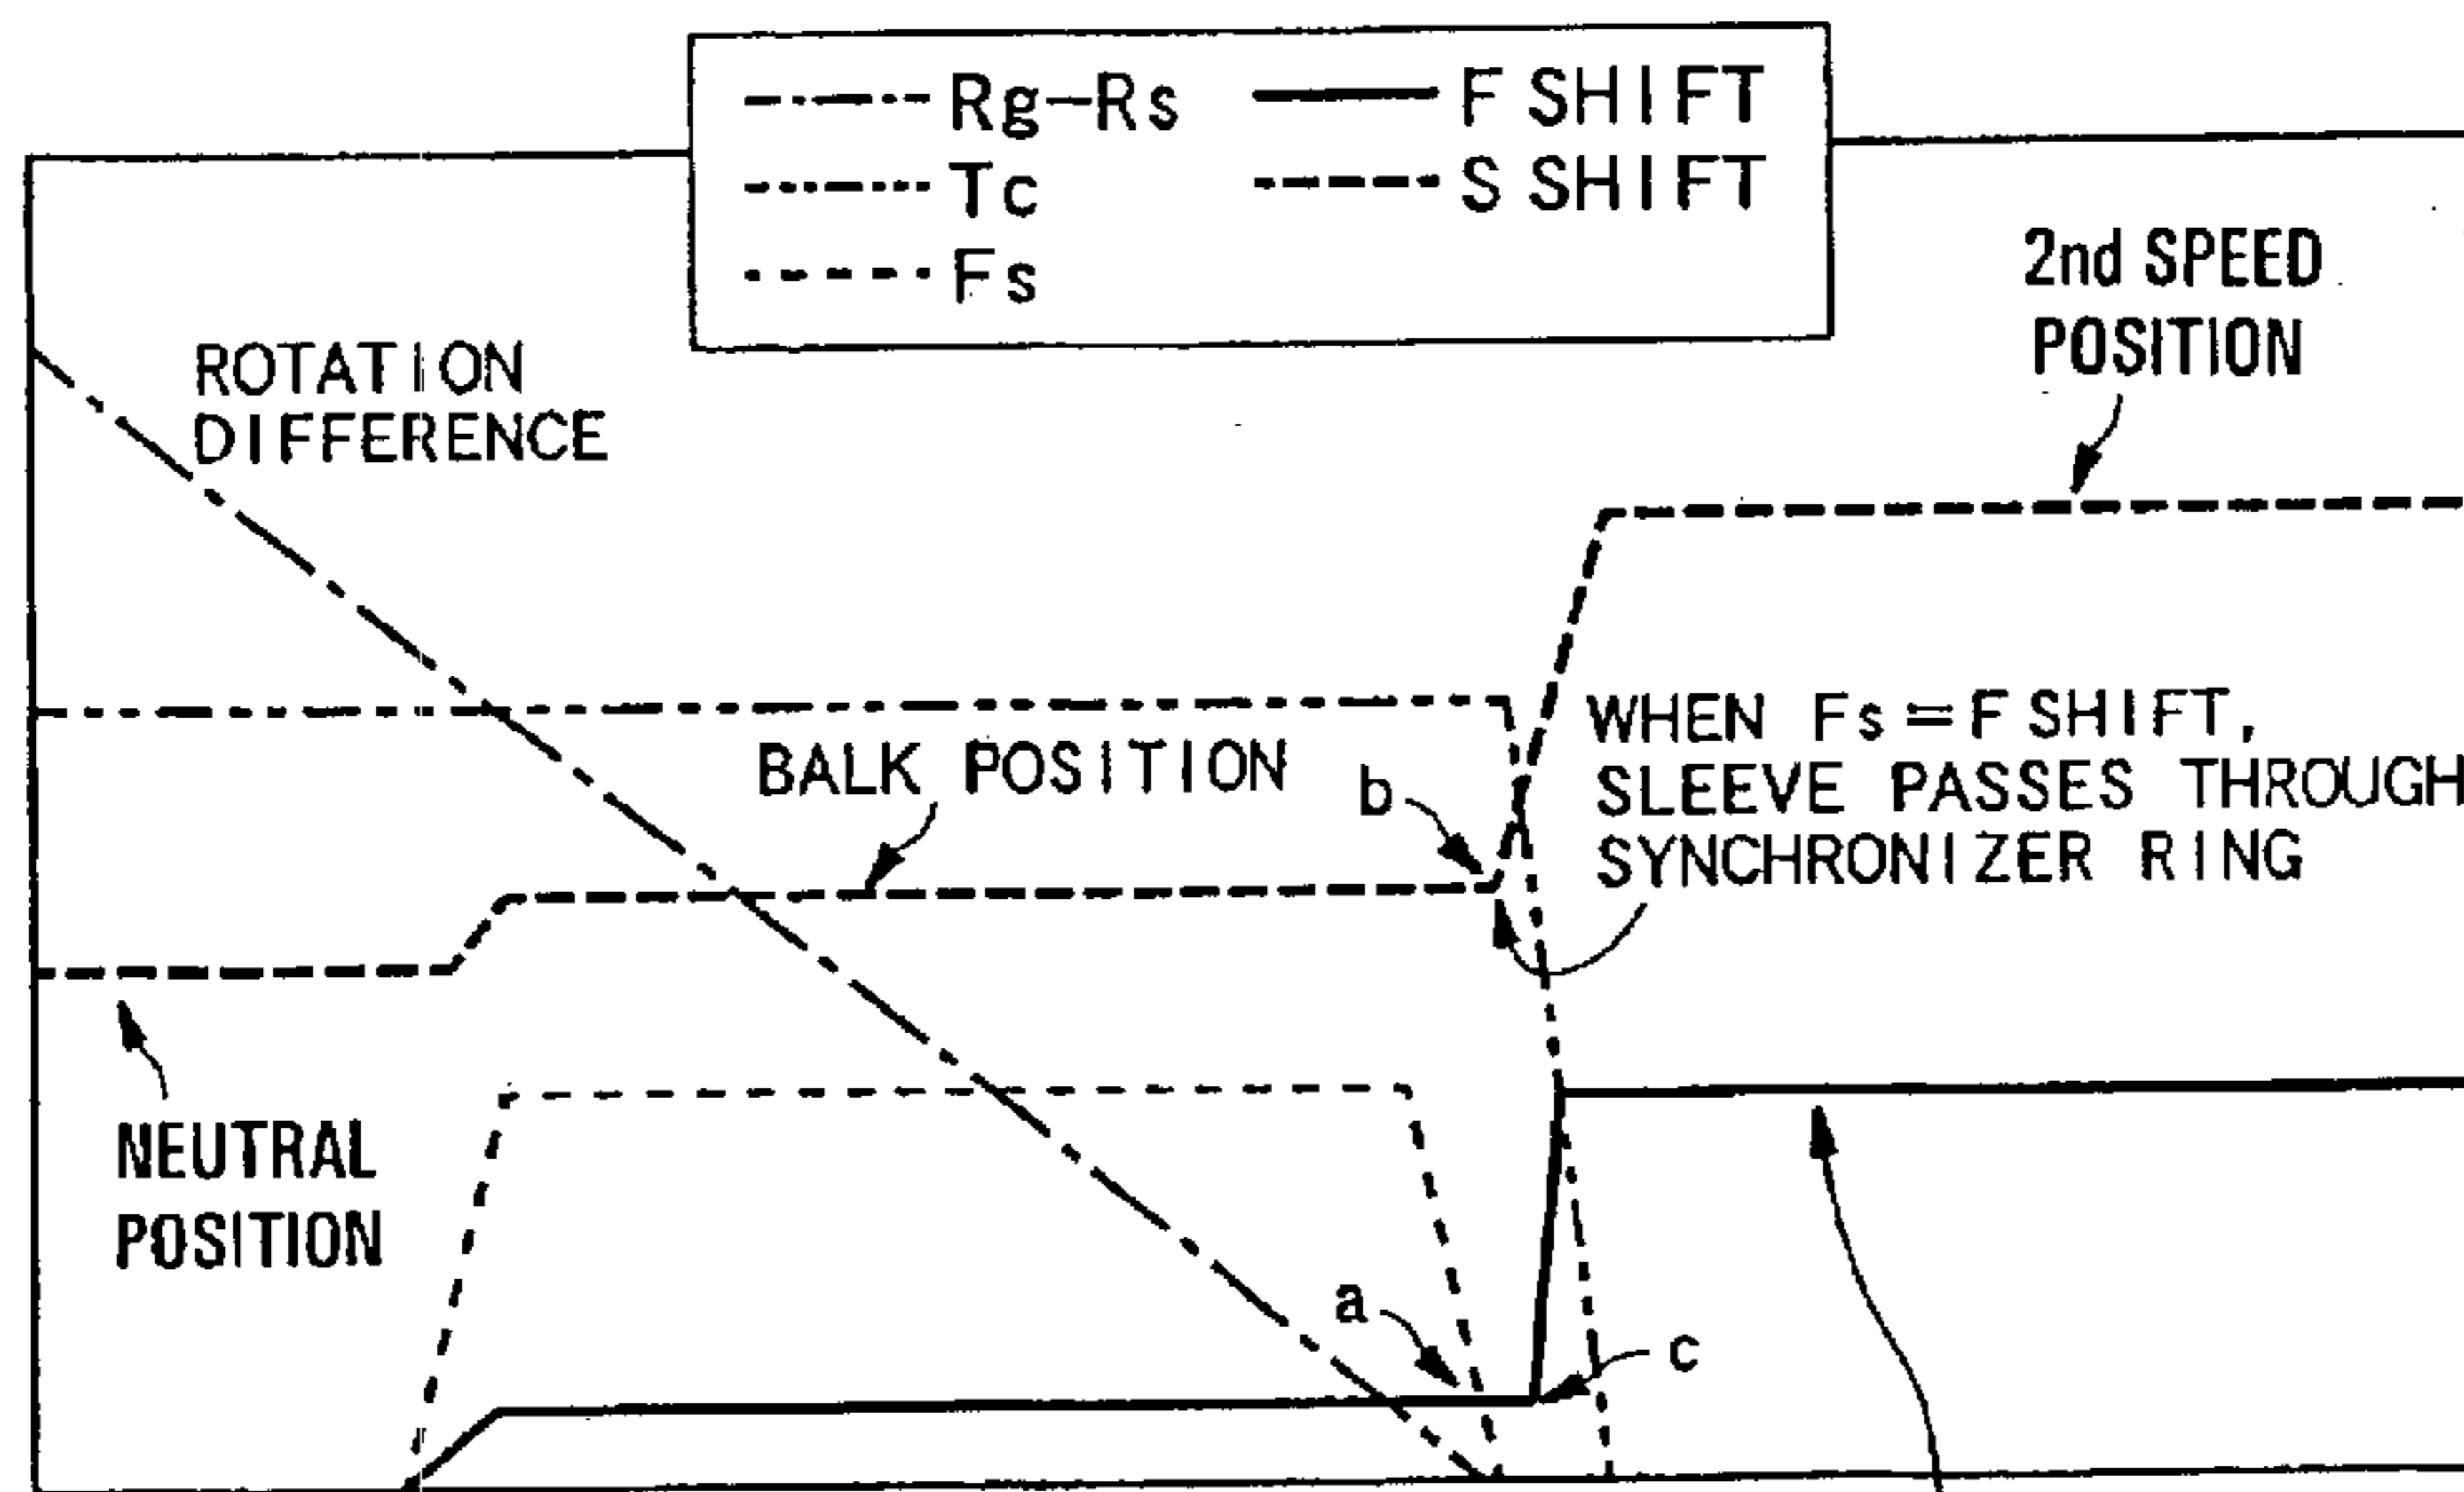 Rg-Rs
F SHIFT
Tc
S SHIFT
Fs
2nd SPEED
POSITION
ROTATION
DIFFERENCE
WHEN Fs=F SHIFT,
SLEEVE PASSES THROUGH
SYNCHRONIZER RING
BALK POSITION
b
NEUTRAL
POSITION
a
c